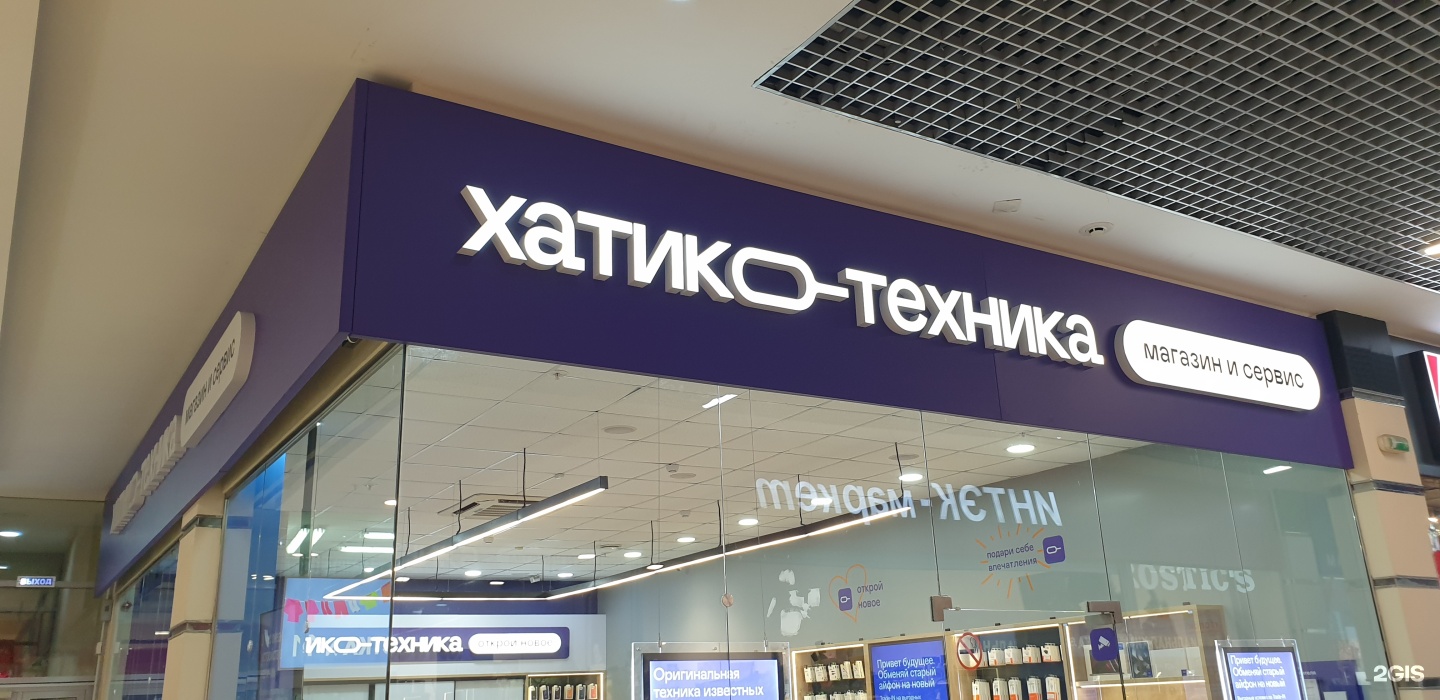 хатико-техника
магазин и сервис
магазин и сервис
ИНТЭК-маркет
подари себе
впечатления
открой
новое
выход
ико-техника
открой новое
Оригинальная
техника известных
Привет будущее.
Обменяй старый
айфон на новый
Привет будущее.
Обменяй старый
айфон на новый
2GIS